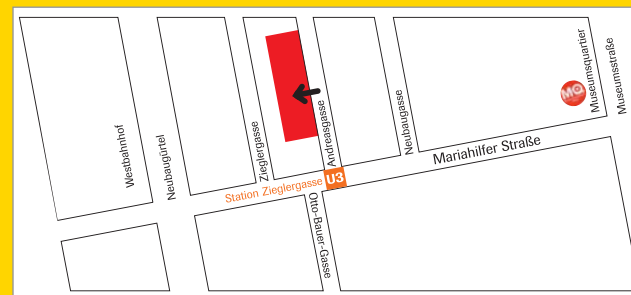 Westbahnhof
Neubaugürtel
Zieglergasse
Andreasgasse
Neubaugasse
MQ
Museumsquartier
Museumsstraße
Mariahilfer Straße
Station Zieglergasse U3
Otto-Bauer-Gasse